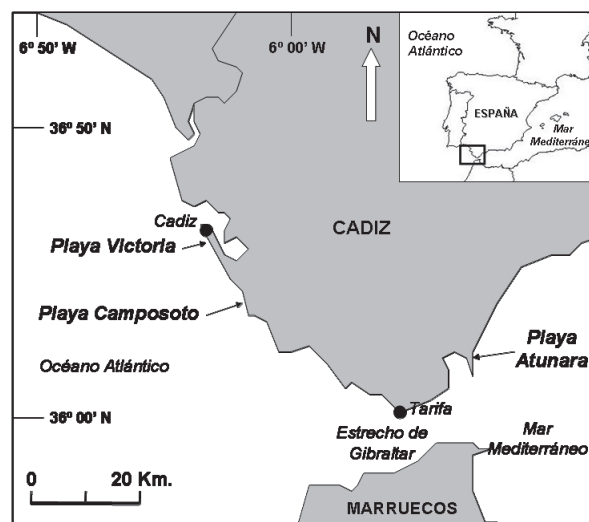 6º 50' W
6º 00' W
N
Océano
Atlántico
ESPAÑA
Mar
Mediterráne
36º 50' N
Cadiz
CADIZ
Playa Victoria
Playa Camposoto
Playa
Atunara
Océano Atlántico
Tarifa
36º 00' N
Estrecho de
Gibraltar
Mar
Mediterráneo
0 20 Km.
MARRUECOS